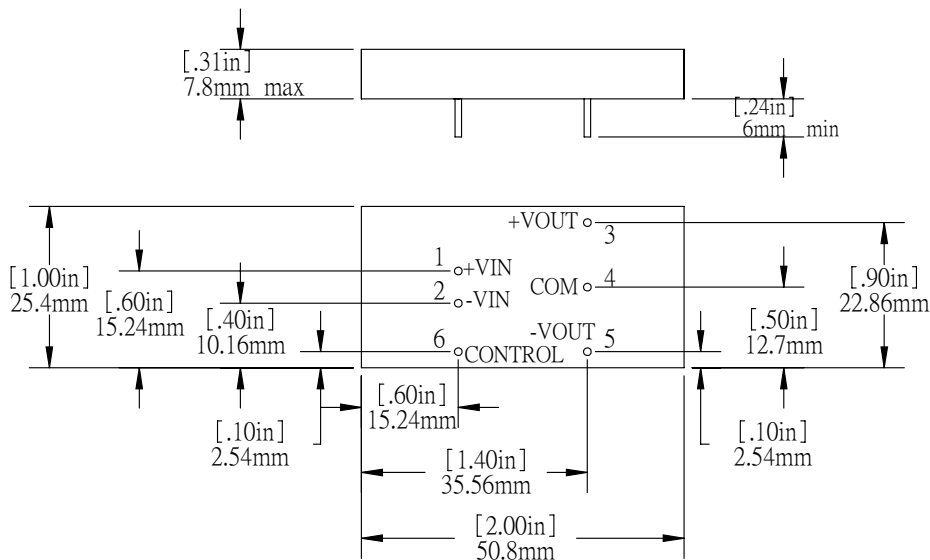 [.31in]
7.8mm max
[.24in]
6mm min
+VOUT
3
1
+VIN
[1.00in]
25.4mm
[.60in]
15.24mm
2
-VIN
COM
4
[.90in]
22.86mm
[.40in]
10.16mm
-VOUT
[.50in]
12.7mm
6
CONTROL
5
[.60in]
15.24mm
[.10in]
2.54mm
[.10in]
2.54mm
[1.40in]
35.56mm
[2.00in]
50.8mm